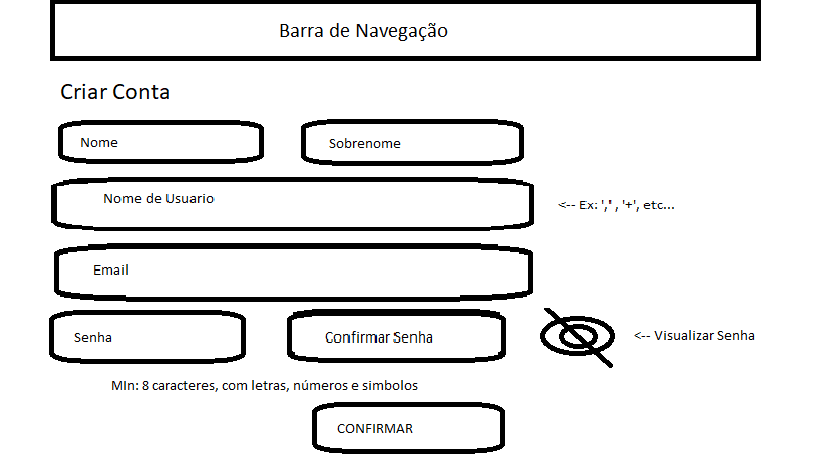 Barra de Navegação
Criar Conta
Nome
Sobrenome
Nome de Usuario
<-- Ex: ',' , '+', etc...
Email
Senha
Confirmar Senha
<-- Visualizar Senha
MIn: 8 caracteres, com letras, números e simbolos
CONFIRMAR